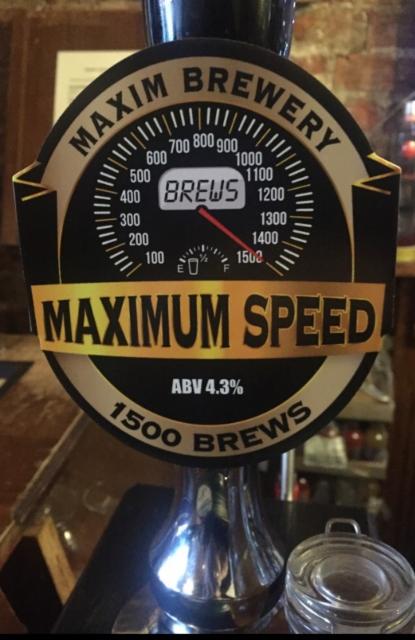 MAXIM BREWERY
100
200
300
400
500
600
700
800
900
1000
1100
1200
1300
1400
1500
BREWS
E ½ F
MAXIMUM SPEED
ABV 4.3%
1500 BREWS